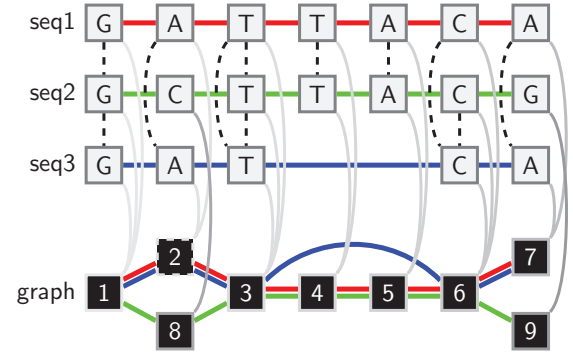 seq1 G A T T A C A
seq2 G C T T A C G
seq3 G A T C A
2 7
graph 1 3 4 5 6
8 9